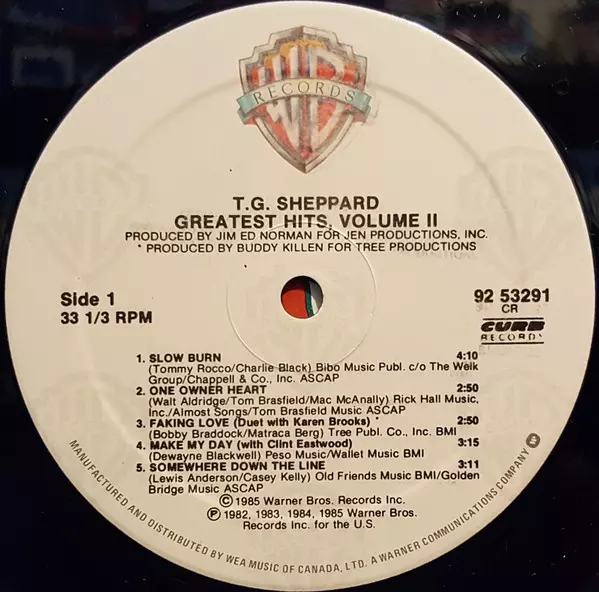 WB
RECORDS
T.G. SHEPPARD
GREATEST HITS, VOLUME II
PRODUCED BY JIM ED NORMAN FOR JEN PRODUCTIONS, INC.
* PRODUCED BY BUDDY KILLEN FOR TREE PRODUCTIONS
Side 1
33 1/3 RPM
92 53291
CR
CURB
RECORDS
1. SLOW BURN 4:10
(Tommy Rocco/Charlie Black) Bibo Music Publ. c/o The Welk
Group/Chappell & Co., Inc. ASCAP
2. ONE OWNER HEART 2:50
(Walt Aldridge/Tom Brasfield/Mac McAnally) Rick Hall Music,
Inc./Almost Songs/Tom Brasfield Music ASCAP
3. FAKING LOVE (Duet with Karen Brooks) * 2:50
(Bobby Braddock/Matraca Berg) Tree Publ. Co., Inc. BMI
4. MAKE MY DAY (with Clint Eastwood) 3:15
(Dewayne Blackwell) Peso Music/Wallet Music BMI
5. SOMEWHERE DOWN THE LINE 3:11
(Lewis Anderson/Casey Kelly) Old Friends Music BMI/Golden
Bridge Music ASCAP
©1985 Warner Bros. Records Inc.
℗ 1982, 1983, 1984, 1985 Warner Bros.
Records Inc. for the U.S.
MANUFACTURED AND DISTRIBUTED BY WEA MUSIC OF CANADA, LTD. A WARNER COMMUNICATIONS COMPANY